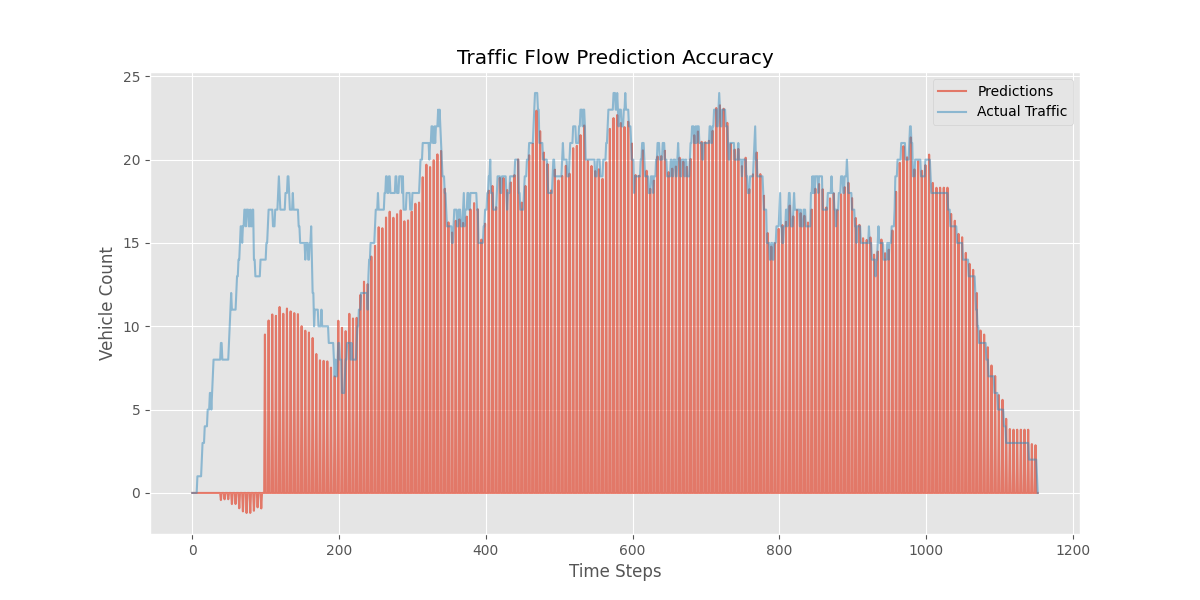 Traffic Flow Prediction Accuracy
Predictions
Actual Traffic
Vehicle Count
25
20
15
10
5
0
0 200 400 600 800 1000 1200
Time Steps